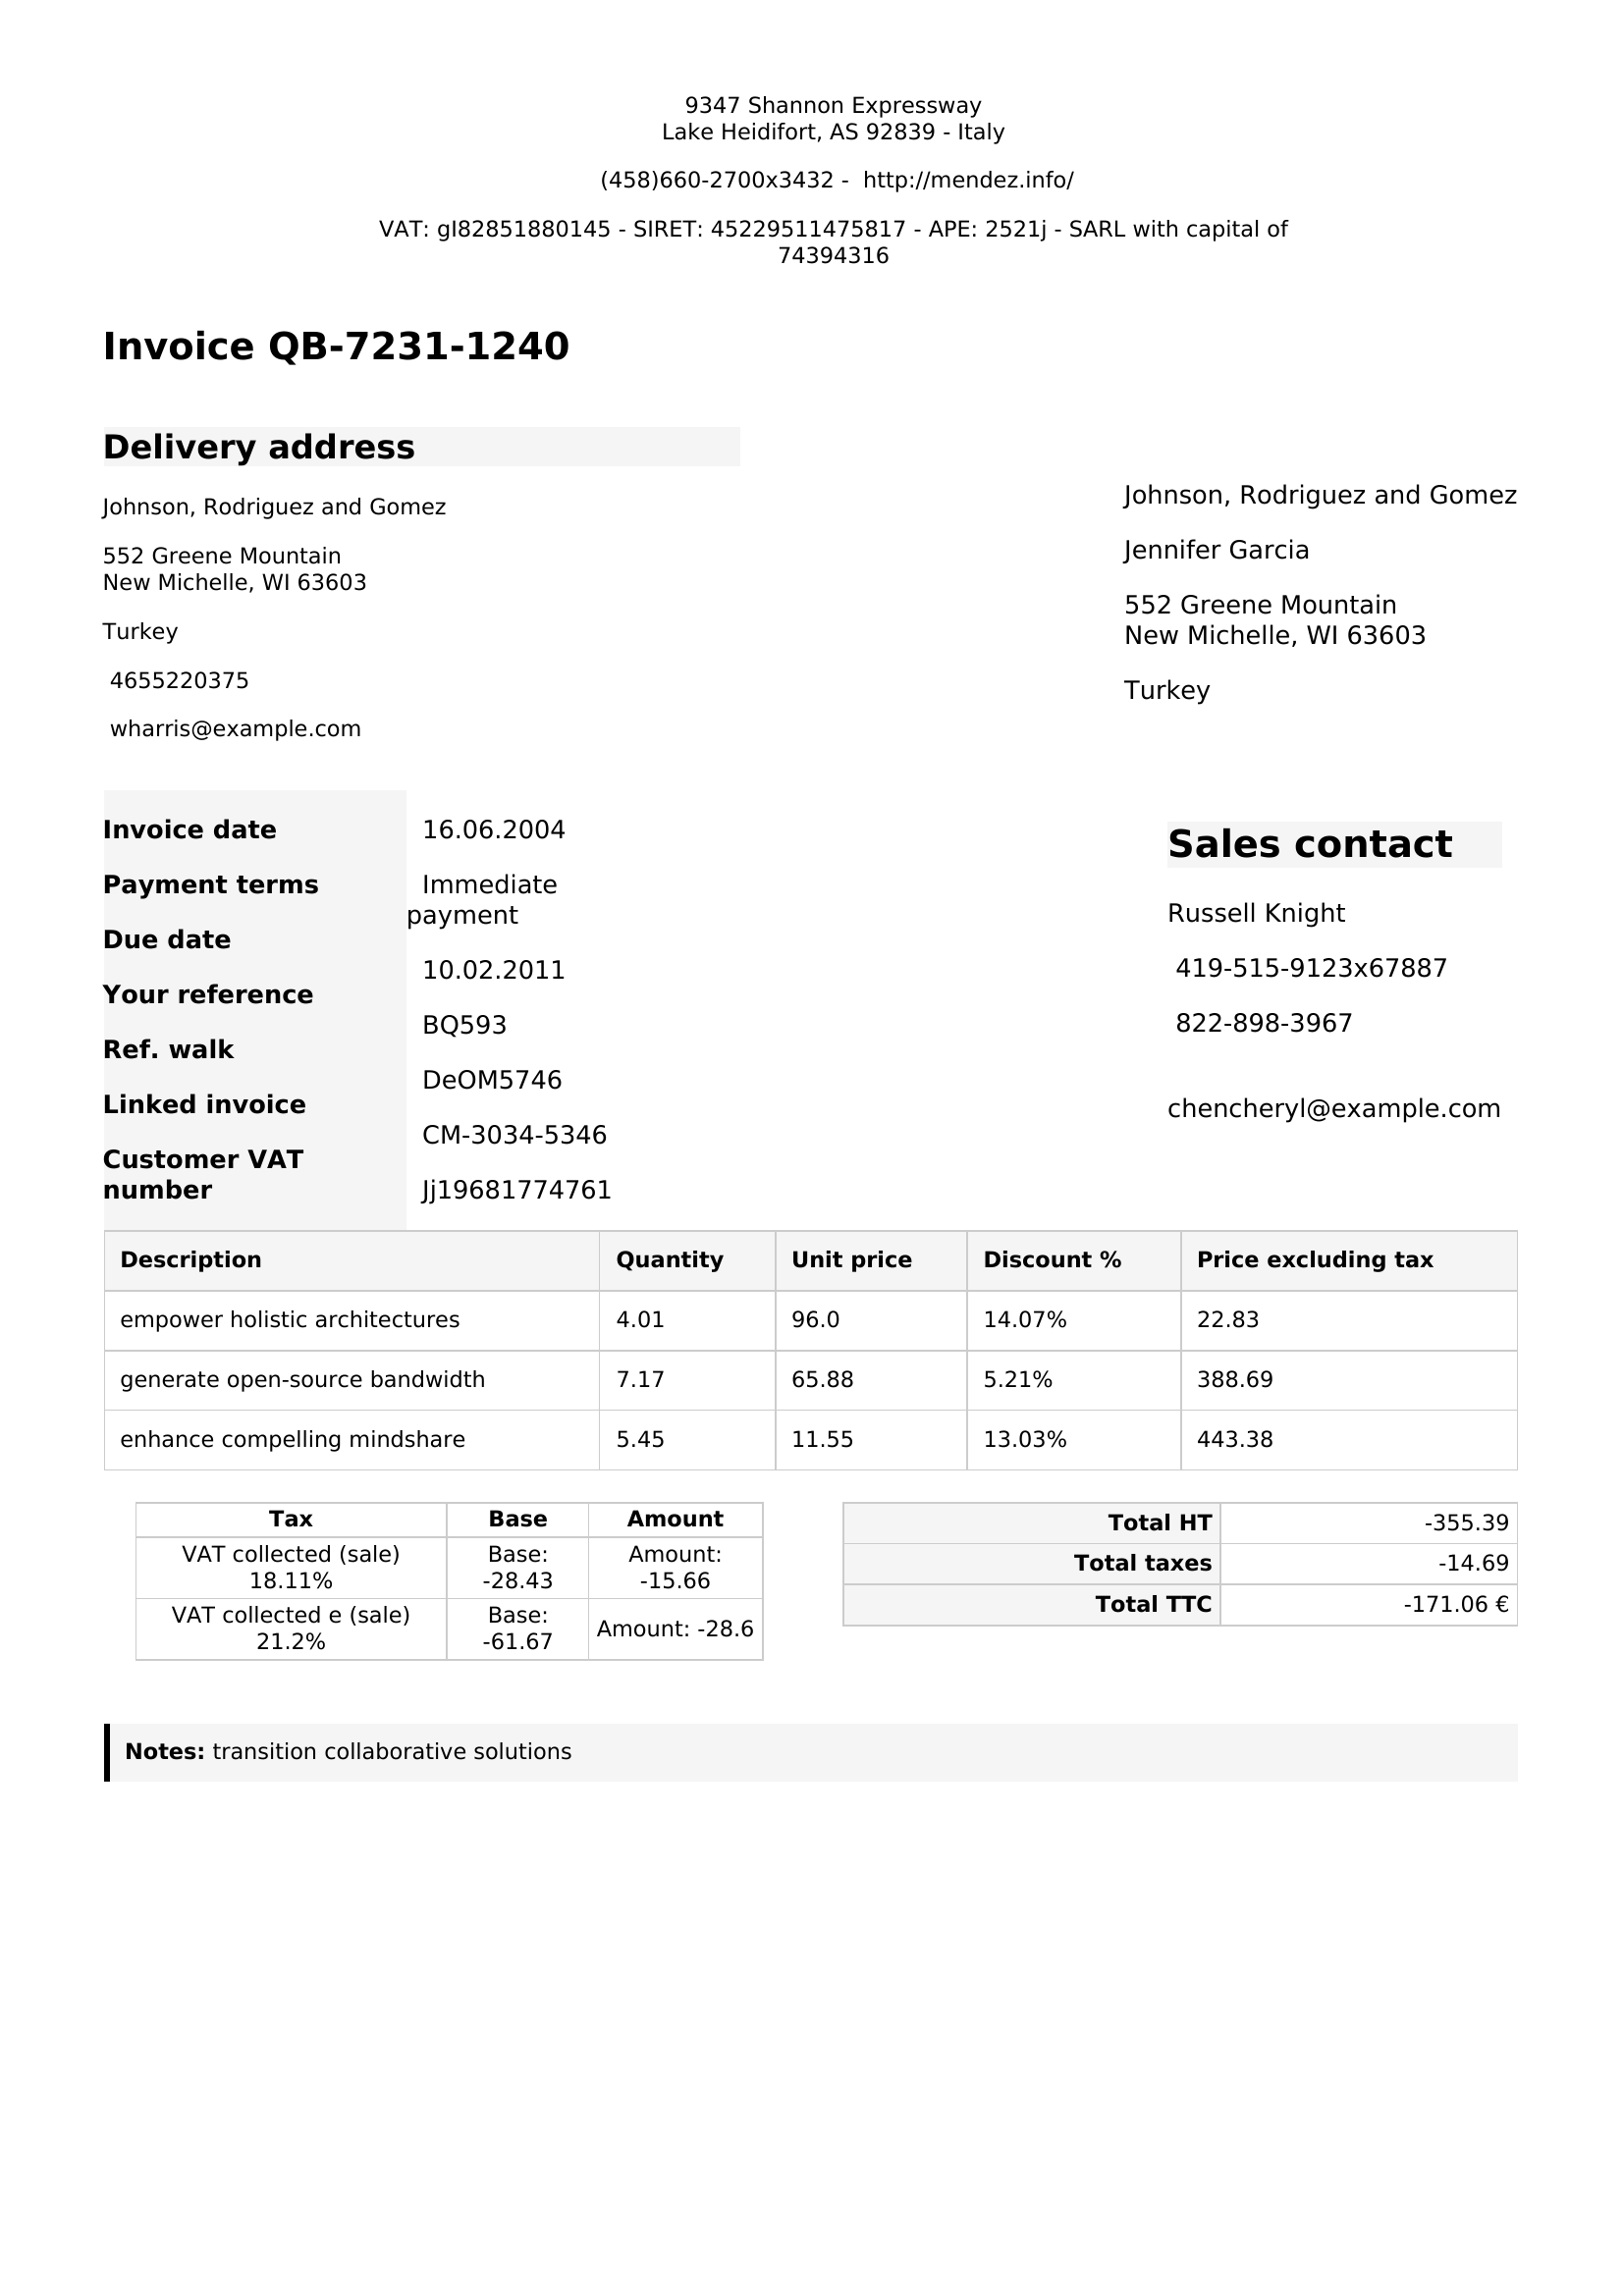 9347 Shannon Expressway
Lake Heidifort, AS 92839 - Italy
(458)660-2700x3432 - http://mendez.info/
VAT: gI82851880145 - SIRET: 45229511475817 - APE: 2521j - SARL with capital of
74394316
Invoice QB-7231-1240
Delivery address
Johnson, Rodriguez and Gomez
552 Greene Mountain
New Michelle, WI 63603
Turkey
4655220375
wharris@example.com
Johnson, Rodriguez and Gomez
Jennifer Garcia
552 Greene Mountain
New Michelle, WI 63603
Turkey
Invoice date
Payment terms
Due date
Your reference
Ref. walk
Linked invoice
Customer VAT
number
16.06.2004
Immediate
payment
10.02.2011
BQ593
DeOM5746
CM-3034-5346
Jj19681774761
Sales contact
Russell Knight
419-515-9123x67887
822-898-3967
chencheryl@example.com
Description Quantity Unit price Discount % Price excluding tax
empower holistic architectures 4.01 96.0 14.07% 22.83
generate open-source bandwidth 7.17 65.88 5.21% 388.69
enhance compelling mindshare 5.45 11.55 13.03% 443.38
Tax Base Amount
VAT collected (sale) Base: Amount:
18.11% -28.43 -15.66
VAT collected e (sale) Base: Amount: -28.6
21.2% -61.67
Total HT -355.39
Total taxes -14.69
Total TTC -171.06 €
Notes: transition collaborative solutions